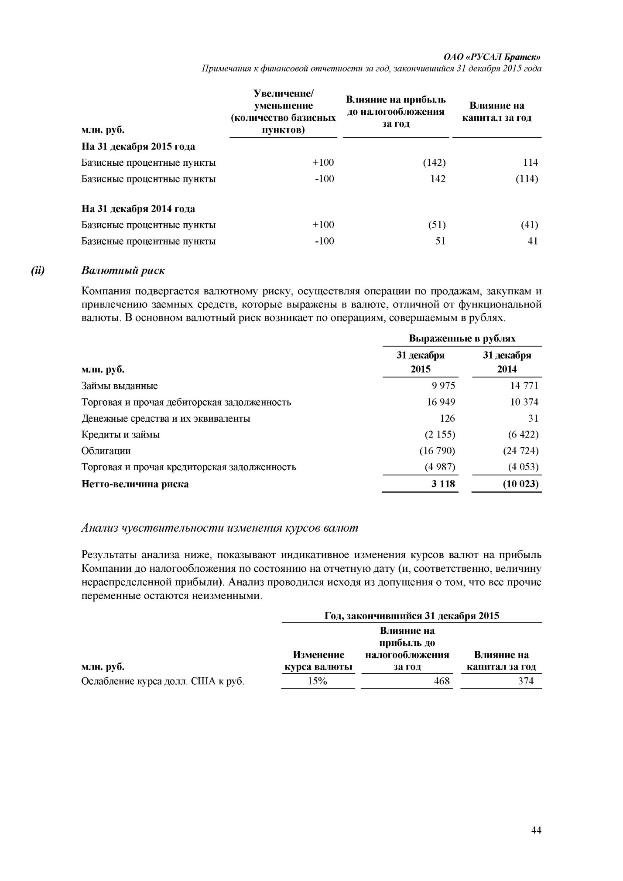 ОАО «РУСАЛ Братск»
Примечания к финансовой отчетности за год, закончившийся 31 декабря 2015 года
млн. руб. Увеличение/ уменьшение (количество базисных пунктов) Влияние на прибыль до налогообложения за год Влияние на капитал за год
На 31 декабря 2015 года
Базисные процентные пункты +100 (142) 114
Базисные процентные пункты -100 142 (114)
На 31 декабря 2014 года
Базисные процентные пункты +100 (51) (41)
Базисные процентные пункты -100 51 41
(ii) Валютный риск
Компания подвергается валютному риску, осуществляя операции по продажам, закупкам и
привлечению заемных средств, которые выражены в валюте, отличной от функциональной
валюты. В основном валютный риск возникает по операциям, совершаемым в рублях.
Выраженные в рублях
млн. руб. 31 декабря 2015 31 декабря 2014
Займы выданные 9 975 14 771
Торговая и прочая дебиторская задолженность 16 949 10 374
Денежные средства и их эквиваленты 126 31
Кредиты и займы (2 155) (6 422)
Облигации (16 790) (24 724)
Торговая и прочая кредиторская задолженность (4 987) (4 053)
Нетто-величина риска 3 118 (10 023)
Анализ чувствительности изменения курсов валют
Результаты анализа ниже, показывают индикативное изменения курсов валют на прибыль
Компании до налогообложения по состоянию на отчетную дату (и, соответственно, величину
нераспределенной прибыли). Анализ проводился исходя из допущения о том, что все прочие
переменные остаются неизменными.
Год, закончившийся 31 декабря 2015
млн. руб. Изменение курса валюты Влияние на прибыль до налогообложения за год Влияние на капитал за год
Ослабление курса долл. США к руб. 15% 468 374
44